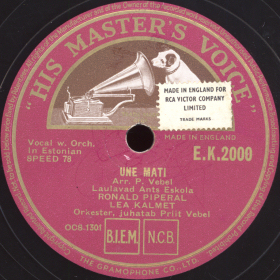 "HIS MASTER'S VOICE"
MADE IN ENGLAND FOR
RCA VICTOR COMPANY
LIMITED
TRADE MARKS
MADE IN ENGLAND
Vocal w. Orch.
In Estonian
SPEED 78
E.K.2000
UNE MATI
Arr. P. Vebel
Laulavad Ants Eskola
RONALD PIPERAL
LEA KALMET
Orkester, juhatab Priit Vebel
OCS.1301
B.I.E.M.
N.C.B.
THE GRAMOPHONE CO. LTD.